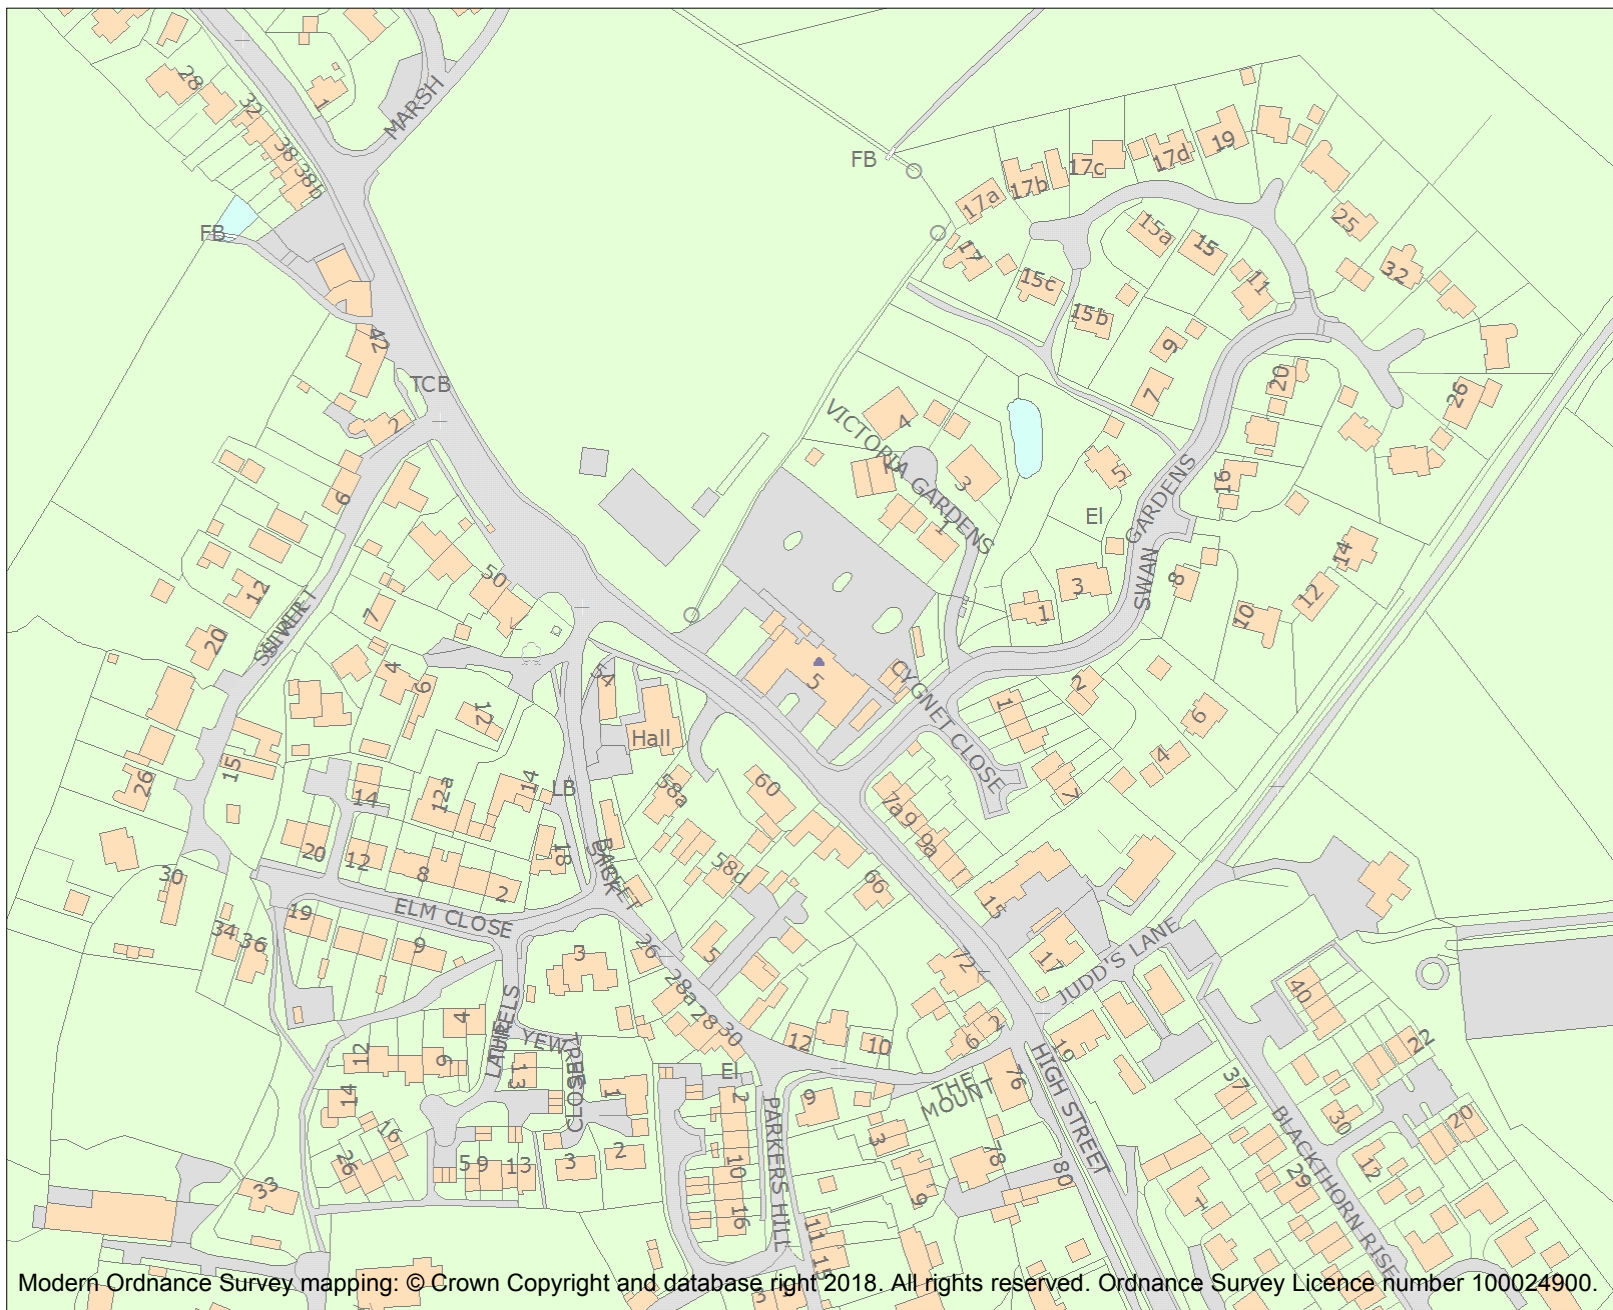 28
32
38
38b
1
MARSH
FB
FB
42
TCB
2
6
12
20
50
7
4
6
12
26
15
14
12a
14
LB
18
20
12
8
2
30
34
36
19
ELM CLOSE
9
54
Hall
58a
60
58d
66
5
72
26
28a
28
30
3
4
9
12
14
16
26
33
YEW
TREE
CLOSE
13
1
2
3
5
9
13
El
2
10
16
PARKERS HILL
12
10
9
3
9
11
15
6
2
THE
MOUNT
76
78
80
HIGH STREET
17a
17b
17c
17d
19
17
15c
15b
15a
15
11
9
7
25
32
26
20
16
14
12
10
8
5
El
3
1
SWAN
GARDENS
VICTORIA GARDENS
4
3
1
5
CYGNET CLOSE
1
7
2
6
4
7a
9
9a
15
17
JUDD'S LANE
19
40
22
37
30
20
12
29
1
BLACKTHORN RISE
Modern Ordnance Survey mapping: © Crown Copyright and database right 2018. All rights reserved. Ordnance Survey Licence number 100024900.